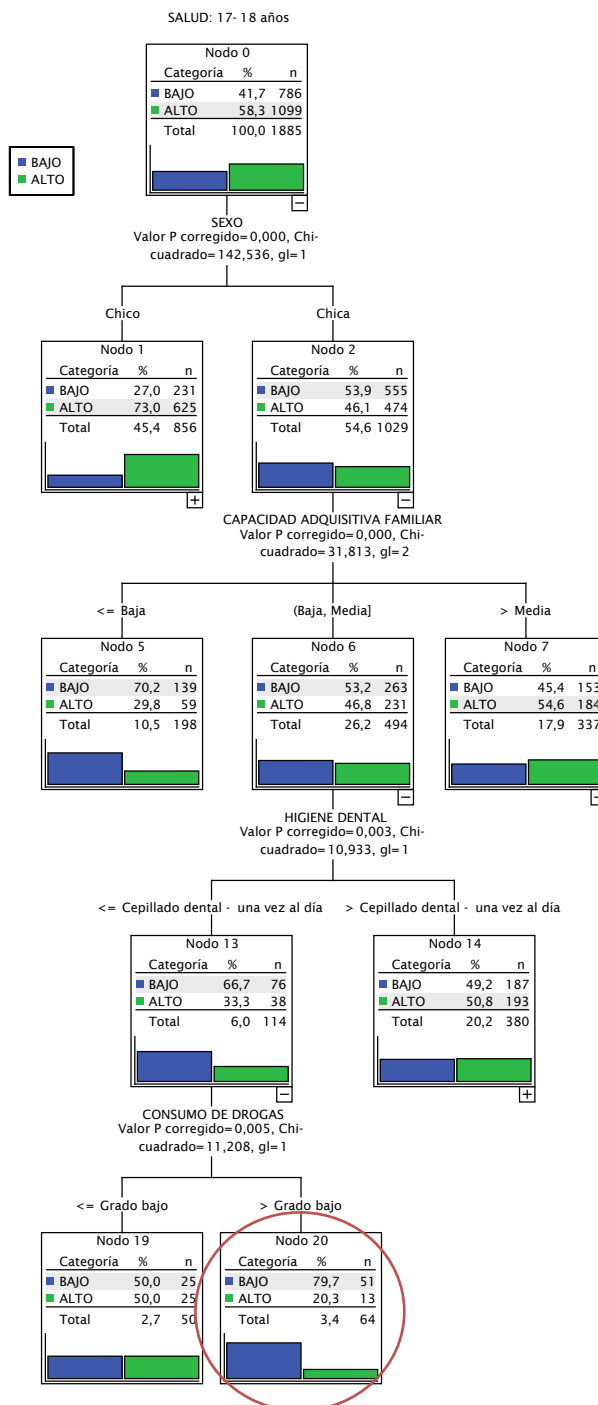 SALUD: 17- 18 años
Nodo 0
Categoría % n
BAJO 41,7 786
ALTO 58,3 1099
Total 100,0 1885
BAJO
ALTO
SEXO
Valor P corregido=0,000, Chi-
cuadrado=142,536, gl=1
Chico Chica
Nodo 1
Categoría % n
BAJO 27,0 231
ALTO 73,0 625
Total 45,4 856
Nodo 2
Categoría % n
BAJO 53,9 555
ALTO 46,1 474
Total 54,6 1029
CAPACIDAD ADQUISITIVA FAMILIAR
Valor P corregido=0,000, Chi-
cuadrado=31,813, gl=2
<= Baja (Baja, Media] > Media
Nodo 5
Categoría % n
BAJO 70,2 139
ALTO 29,8 59
Total 10,5 198
Nodo 6
Categoría % n
BAJO 53,2 263
ALTO 46,8 231
Total 26,2 494
Nodo 7
Categoría % n
BAJO 45,4 153
ALTO 54,6 184
Total 17,9 337
HIGIENE DENTAL
Valor P corregido=0,003, Chi-
cuadrado=10,933, gl=1
<= Cepillado dental - una vez al día > Cepillado dental - una vez al día
Nodo 13
Categoría % n
BAJO 66,7 76
ALTO 33,3 38
Total 6,0 114
Nodo 14
Categoría % n
BAJO 49,2 187
ALTO 50,8 193
Total 20,2 380
CONSUMO DE DROGAS
Valor P corregido=0,005, Chi-
cuadrado=11,208, gl=1
<= Grado bajo > Grado bajo
Nodo 19
Categoría % n
BAJO 50,0 25
ALTO 50,0 25
Total 2,7 50
Nodo 20
Categoría % n
BAJO 79,7 51
ALTO 20,3 13
Total 3,4 64